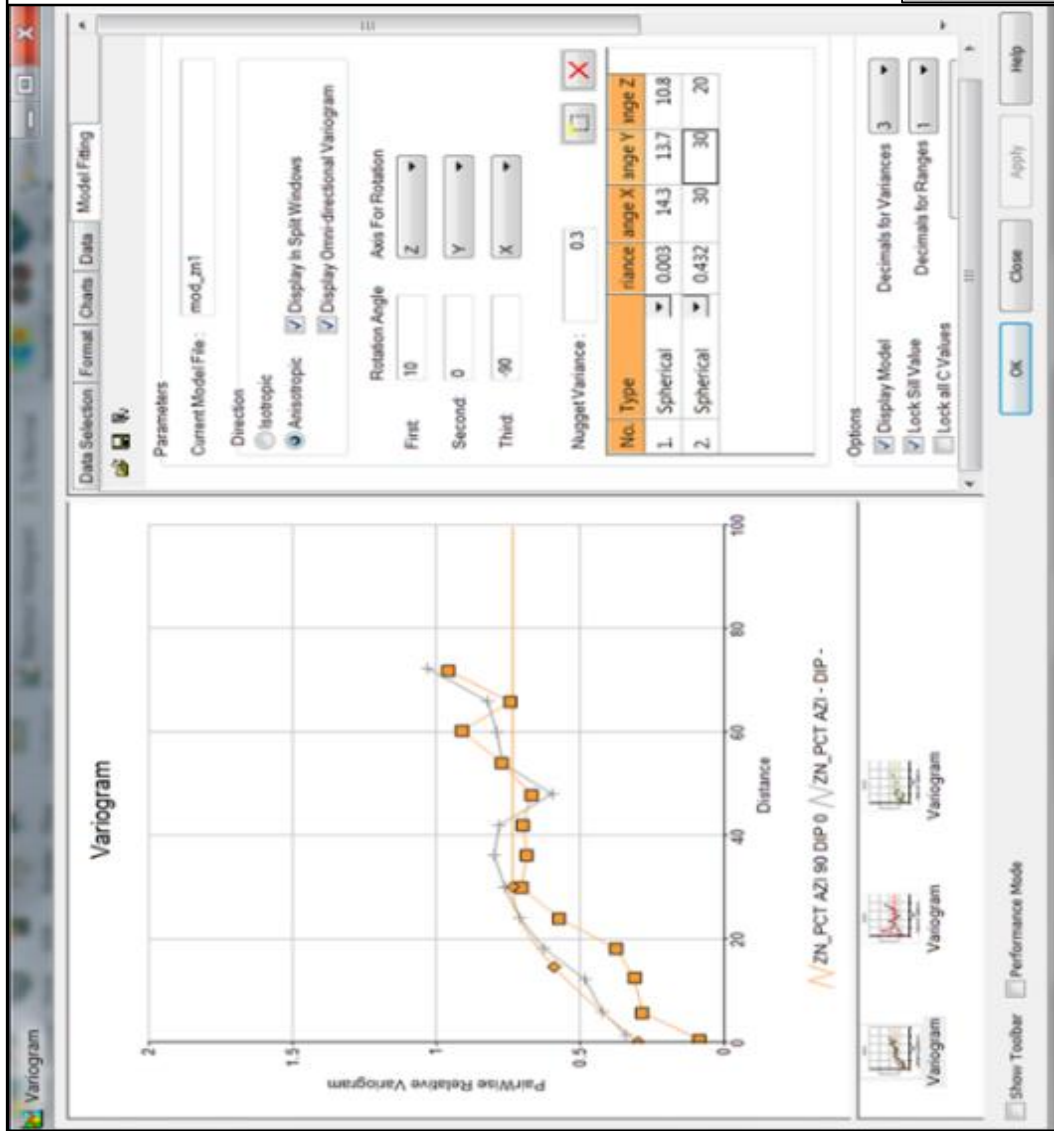 Variogram
Variogram
2
1.5
1
0.5
0
PairWise Relative Variogram
0
20
40
60
80
100
Distance
ZN_PCT AZI 90 DIP 0 ZN_PCT AZI - DIP -
Variogram
Variogram
Variogram
Data Selection Format Charts Data Model Fitting
Parameters
Current Model File : mod_zn1
Direction
Isotropic
Anisotropic
Display In Split Windows
Display Omni-directional Variogram
Rotation Angle Axis For Rotation
First: 10 Z
Second: 0 Y
Third: -90 X
Nugget Variance : 0.3
No. Type riance ange X ange Y ange Z
1. Spherical 0.003 14.3 13.7 10.8
2. Spherical 0.432 30 30 20
Options
Display Model Decimals for Variances 3
Lock Sill Value Decimals for Ranges 1
Lock all C Values
Show Toolbar Performance Mode OK Close Apply Help